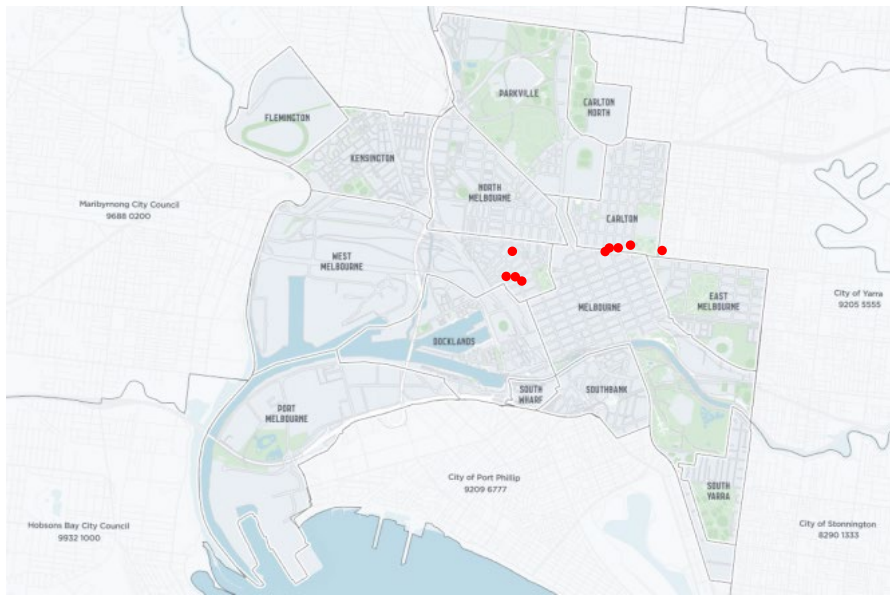 PARKVILLE
CARLTON
NORTH
FLEMINGTON
KENSINGTON
NORTH
MELBOURNE
Maribyrnong City Council
9688 0200
CARLTON
WEST
MELBOURNE
City of Yarra
9205 5555
EAST
MELBOURNE
MELBOURNE
DOCKLANDS
SOUTH
WHARF
SOUTHBANK
PORT
MELBOURNE
City of Port Phillip
9209 6777
SOUTH
YARRA
Hobsons Bay City Council
9932 1000
City of Stonnington
8290 1333